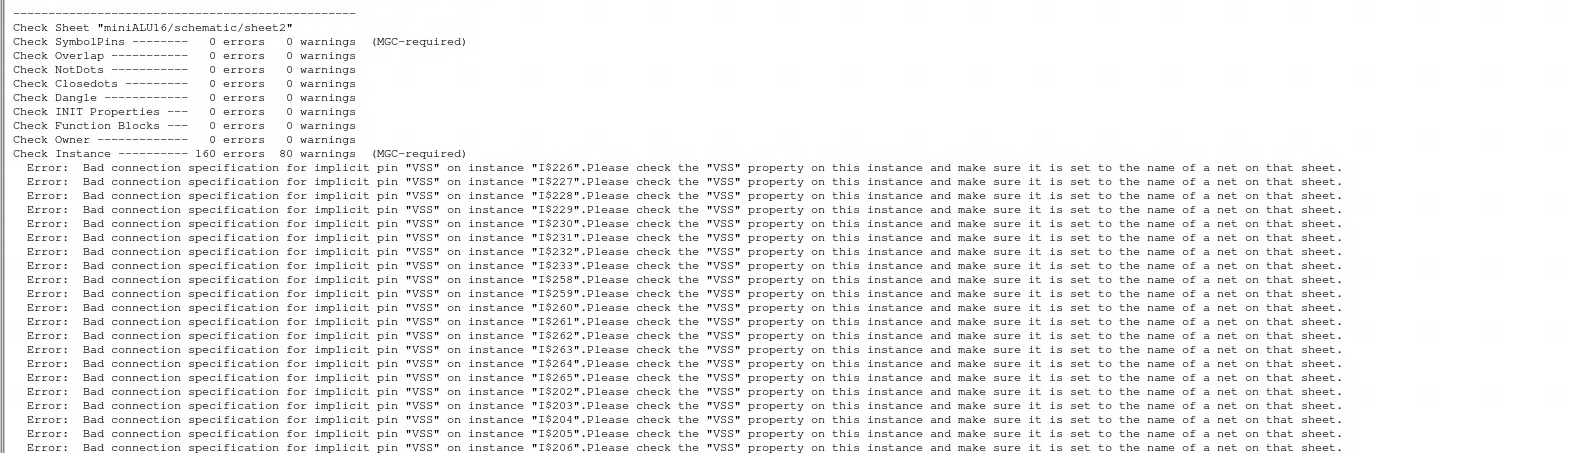 -------------------------------------------------
Check Sheet "miniALU16/schematic/sheet2"
Check SymbolPins --------   0 errors   0 warnings  (MGC-required)
Check Overlap -----------   0 errors   0 warnings
Check NotDots -----------   0 errors   0 warnings
Check Closedots ---------   0 errors   0 warnings
Check Dangle ------------   0 errors   0 warnings
Check INIT Properties ---   0 errors   0 warnings
Check Function Blocks ---   0 errors   0 warnings
Check Owner -------------   0 errors   0 warnings
Check Instance ---------- 160 errors  80 warnings  (MGC-required)
Error:  Bad connection specification for implicit pin "VSS" on instance "I$226".Please check the "VSS" property on this instance and make sure it is set to the name of a net on that sheet.
Error:  Bad connection specification for implicit pin "VSS" on instance "I$227".Please check the "VSS" property on this instance and make sure it is set to the name of a net on that sheet.
Error:  Bad connection specification for implicit pin "VSS" on instance "I$228".Please check the "VSS" property on this instance and make sure it is set to the name of a net on that sheet.
Error:  Bad connection specification for implicit pin "VSS" on instance "I$229".Please check the "VSS" property on this instance and make sure it is set to the name of a net on that sheet.
Error:  Bad connection specification for implicit pin "VSS" on instance "I$230".Please check the "VSS" property on this instance and make sure it is set to the name of a net on that sheet.
Error:  Bad connection specification for implicit pin "VSS" on instance "I$231".Please check the "VSS" property on this instance and make sure it is set to the name of a net on that sheet.
Error:  Bad connection specification for implicit pin "VSS" on instance "I$232".Please check the "VSS" property on this instance and make sure it is set to the name of a net on that sheet.
Error:  Bad connection specification for implicit pin "VSS" on instance "I$233".Please check the "VSS" property on this instance and make sure it is set to the name of a net on that sheet.
Error:  Bad connection specification for implicit pin "VSS" on instance "I$258".Please check the "VSS" property on this instance and make sure it is set to the name of a net on that sheet.
Error:  Bad connection specification for implicit pin "VSS" on instance "I$259".Please check the "VSS" property on this instance and make sure it is set to the name of a net on that sheet.
Error:  Bad connection specification for implicit pin "VSS" on instance "I$260".Please check the "VSS" property on this instance and make sure it is set to the name of a net on that sheet.
Error:  Bad connection specification for implicit pin "VSS" on instance "I$261".Please check the "VSS" property on this instance and make sure it is set to the name of a net on that sheet.
Error:  Bad connection specification for implicit pin "VSS" on instance "I$262".Please check the "VSS" property on this instance and make sure it is set to the name of a net on that sheet.
Error:  Bad connection specification for implicit pin "VSS" on instance "I$263".Please check the "VSS" property on this instance and make sure it is set to the name of a net on that sheet.
Error:  Bad connection specification for implicit pin "VSS" on instance "I$264".Please check the "VSS" property on this instance and make sure it is set to the name of a net on that sheet.
Error:  Bad connection specification for implicit pin "VSS" on instance "I$265".Please check the "VSS" property on this instance and make sure it is set to the name of a net on that sheet.
Error:  Bad connection specification for implicit pin "VSS" on instance "I$202".Please check the "VSS" property on this instance and make sure it is set to the name of a net on that sheet.
Error:  Bad connection specification for implicit pin "VSS" on instance "I$203".Please check the "VSS" property on this instance and make sure it is set to the name of a net on that sheet.
Error:  Bad connection specification for implicit pin "VSS" on instance "I$204".Please check the "VSS" property on this instance and make sure it is set to the name of a net on that sheet.
Error:  Bad connection specification for implicit pin "VSS" on instance "I$205".Please check the "VSS" property on this instance and make sure it is set to the name of a net on that sheet.
Error:  Bad connection specification for implicit pin "VSS" on instance "I$206".Please check the "VSS" property on this instance and make sure it is set to the name of a net on that sheet.